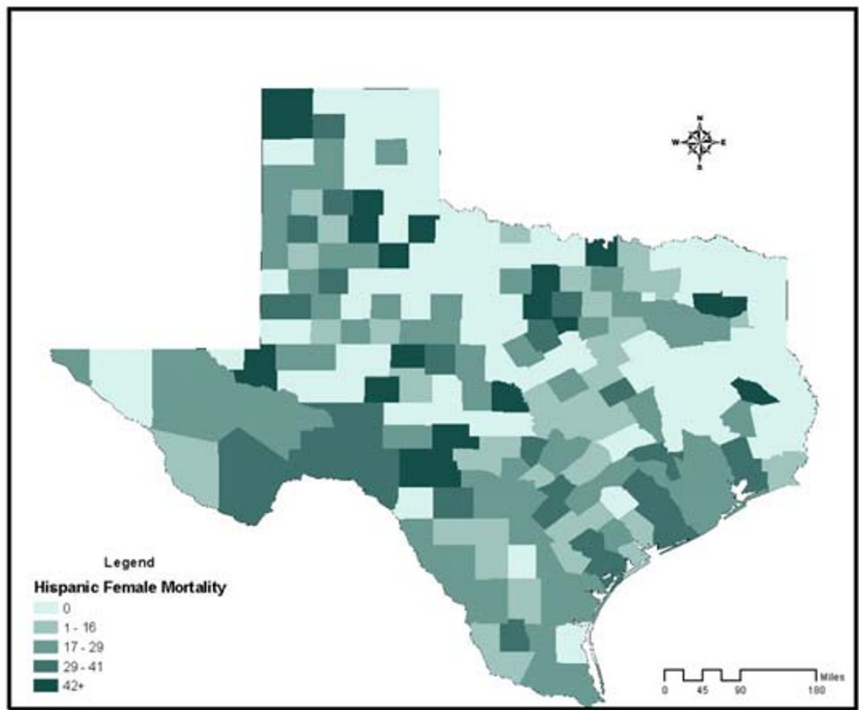 N
W E
S
Legend
Hispanic Female Mortality
0
1 - 16
17 - 29
29 - 41
42+
Miles
0 45 90 180